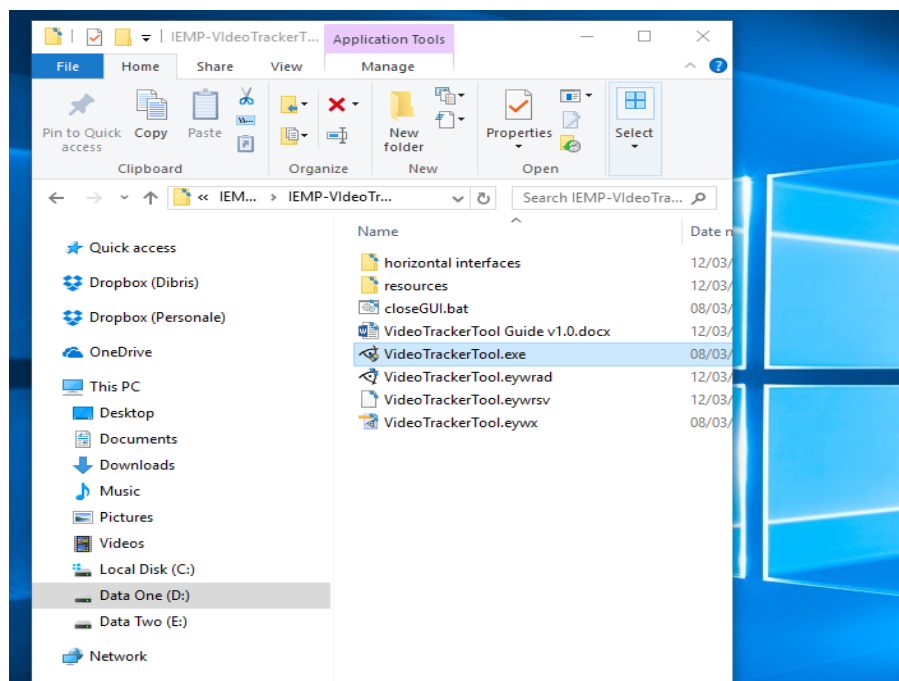 IEMP-VIdeoTrackerT... Application Tools
File Home Share View Manage
Pin to Quick access Copy Paste New folder Properties Select
Clipboard Organize New Open
« IEM... > IEMP-VIdeoTr... Search IEMP-VIdeoTra...
Name Date n
Quick access
Dropbox (Dibris)
Dropbox (Personale)
OneDrive
This PC
Desktop
Documents
Downloads
Music
Pictures
Videos
Local Disk (C:)
Data One (D:)
Data Two (E:)
Network
horizontal interfaces 12/03/
resources 12/03/
closeGUI.bat 08/03/
VideoTrackerTool Guide v1.0.docx 12/03/
VideoTrackerTool.exe 08/03/
VideoTrackerTool.eywrad 12/03/
VideoTrackerTool.eywrsv 12/03/
VideoTrackerTool.eywx 08/03/